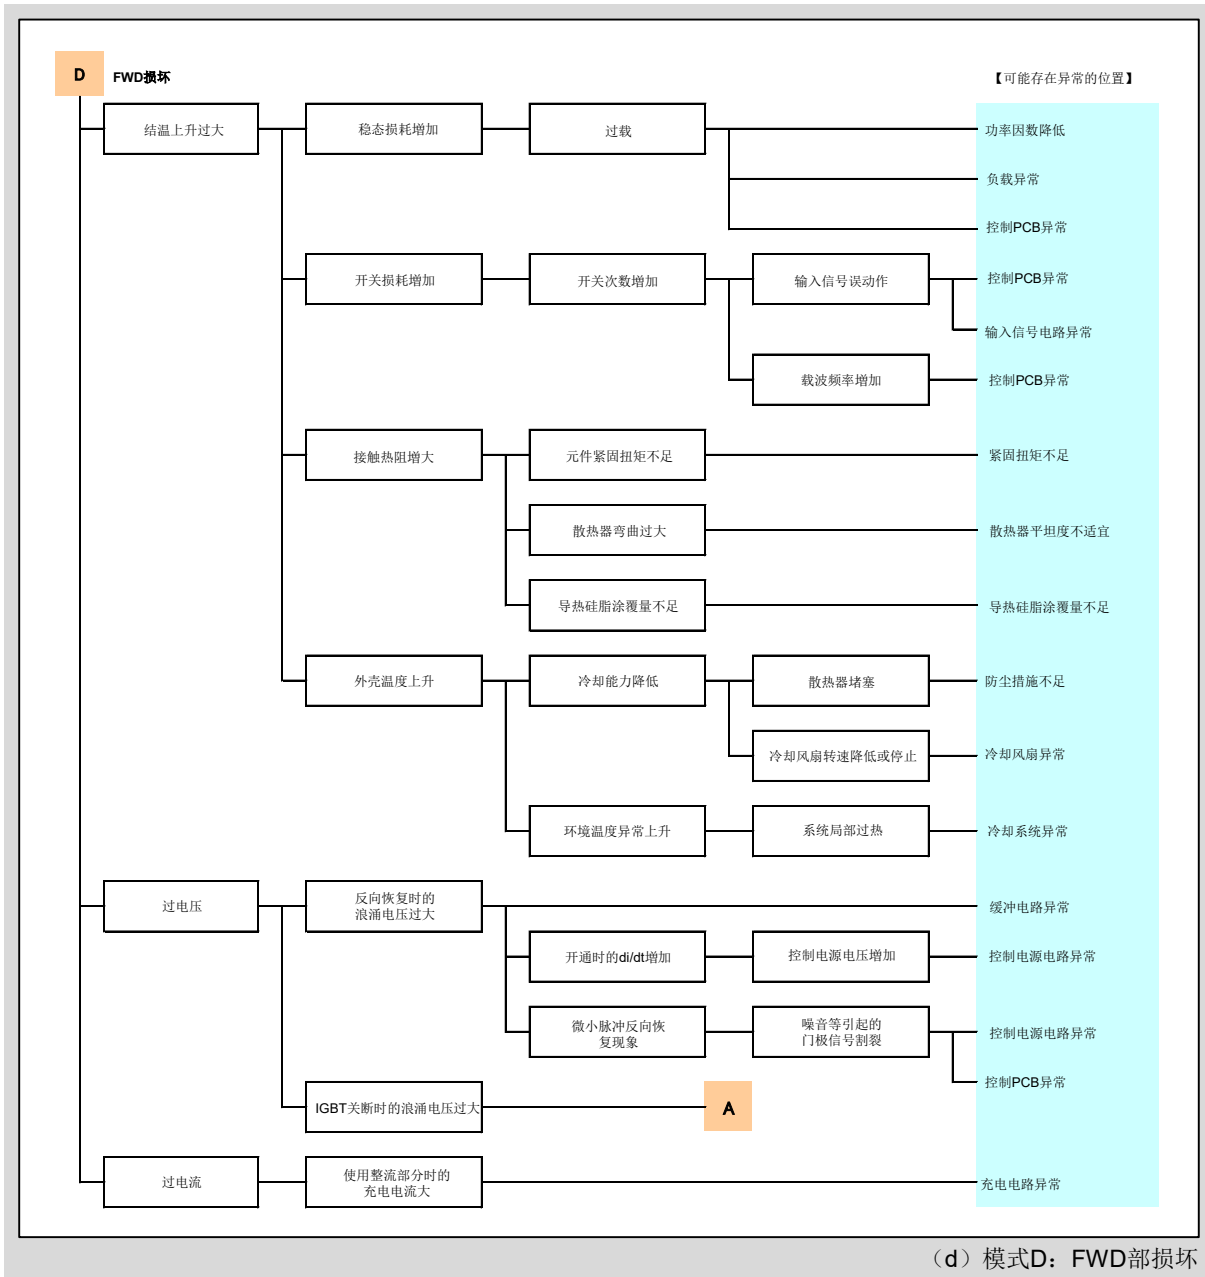 D
FWD损坏
【可能存在异常的位置】
结温上升过大
稳态损耗增加
过载
功率因数降低
负载异常
控制PCB异常
开关损耗增加
开关次数增加
输入信号误动作
控制PCB异常
输入信号电路异常
载波频率增加
控制PCB异常
接触热阻增大
元件紧固扭矩不足
紧固扭矩不足
散热器弯曲过大
散热器平坦度不适宜
导热硅脂涂覆量不足
导热硅脂涂覆量不足
外壳温度上升
冷却能力降低
散热器堵塞
防尘措施不足
冷却风扇转速降低或停止
冷却风扇异常
环境温度异常上升
系统局部过热
冷却系统异常
过电压
反向恢复时的
浪涌电压过大
缓冲电路异常
开通时的di/dt增加
控制电源电压增加
控制电源电路异常
微小脉冲反向恢
复现象
噪音等引起的
门极信号割裂
控制电源电路异常
控制PCB异常
IGBT关断时的浪涌电压过大
A
过电流
使用整流部分时的
充电电流大
充电电路异常
（d）模式D：FWD部损坏